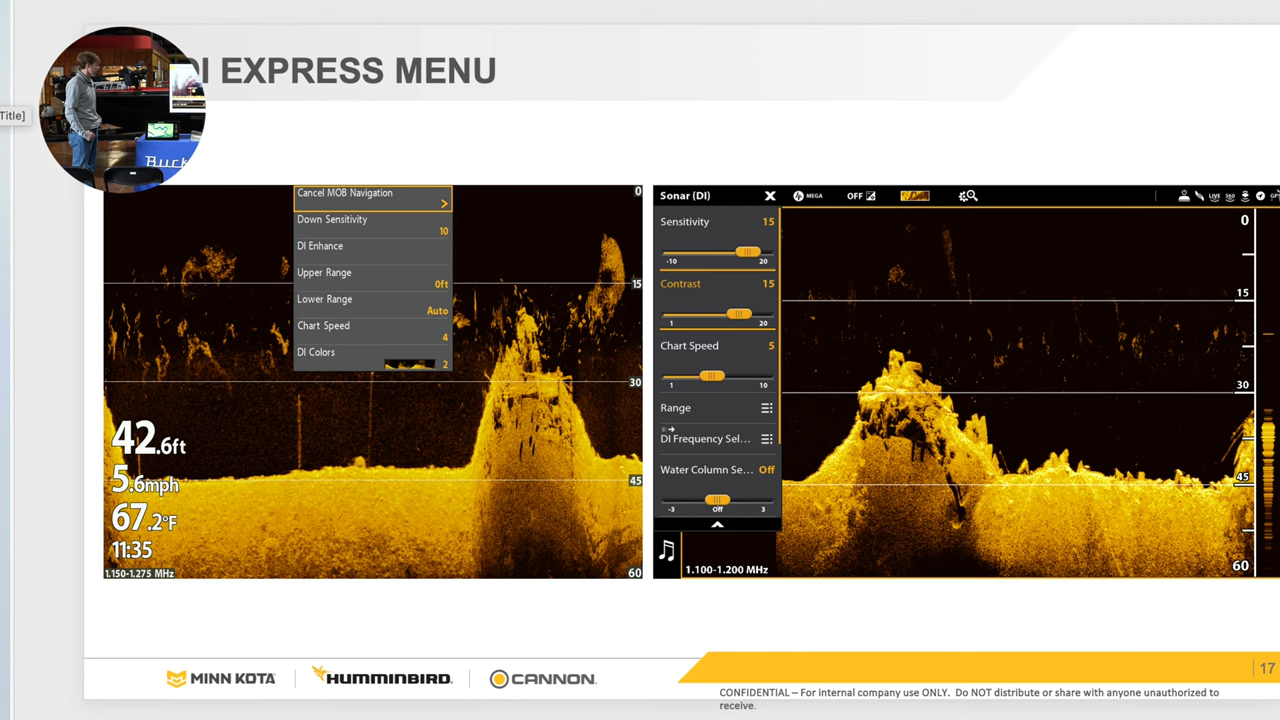 DI EXPRESS MENU
Title]
Buck
Cancel MOB Navigation
>
Down Sensitivity
10
DI Enhance
Upper Range
0ft
Lower Range
Auto
Chart Speed
4
DI Colors
2
0
15
30
45
60
42.6ft
5.6mph
67.2°F
11:35
1.150-1.275 MHz
Sonar (DI) X MEGA OFF LIVE 360 GPS
Sensitivity 15
-10 20
Contrast 15
1 20
Chart Speed 5
1 10
Range
DI Frequency Sel...
Water Column Se... Off
-3 Off 3
1.100-1.200 MHz
0
15
30
45
60
MINN KOTA HUMMINBIRD CANNON
17
CONFIDENTIAL – For internal company use ONLY. Do NOT distribute or share with anyone unauthorized to
receive.